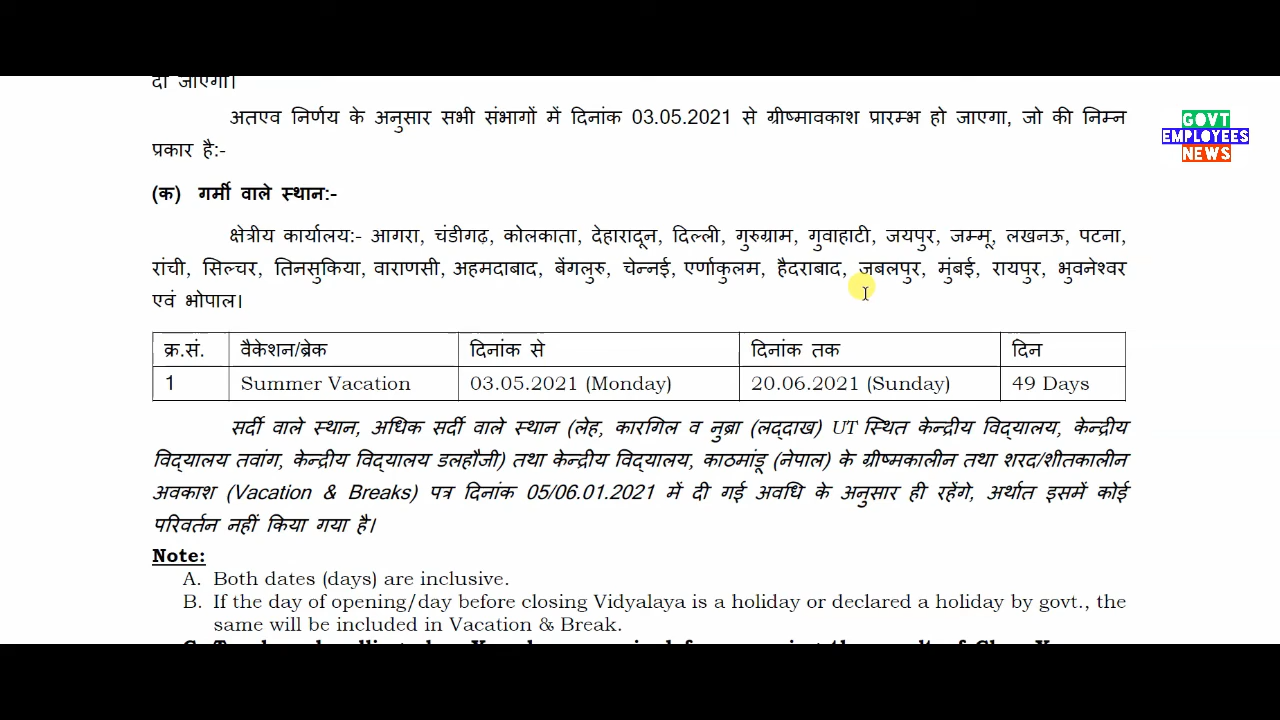 दी जाएगी।
अतएव निर्णय के अनुसार सभी संभागों में दिनांक 03.05.2021 से ग्रीष्मावकाश प्रारम्भ हो जाएगा, जो की निम्न
प्रकार है:-
GOVT
EMPLOYEES
NEWS
(क) गर्मी वाले स्थान:-
क्षेत्रीय कार्यालय:- आगरा, चंडीगढ़, कोलकाता, देहारादून, दिल्ली, गुरुग्राम, गुवाहाटी, जयपुर, जम्मू, लखनऊ, पटना,
रांची, सिल्चर, तिनसुकिया, वाराणसी, अहमदाबाद, बेंगलुरु, चेन्नई, एर्णाकुलम, हैदराबाद, जबलपुर, मुंबई, रायपुर, भुवनेश्वर
एवं भोपाल।
क्र.सं. वैकेशन/ब्रेक दिनांक से दिनांक तक दिन
1 Summer Vacation 03.05.2021 (Monday) 20.06.2021 (Sunday) 49 Days
सर्दी वाले स्थान, अधिक सर्दी वाले स्थान (लेह, कारगिल व नुब्रा (लद्दाख) UT स्थित केन्द्रीय विद्यालय, केन्द्रीय
विद्यालय तवांग, केन्द्रीय विद्यालय डलहौजी) तथा केन्द्रीय विद्यालय, काठमांडू (नेपाल) के ग्रीष्मकालीन तथा शरद/शीतकालीन
अवकाश (Vacation & Breaks) पत्र दिनांक 05/06.01.2021 में दी गई अवधि के अनुसार ही रहेंगे, अर्थात इसमें कोई
परिवर्तन नहीं किया गया है।
Note:
A. Both dates (days) are inclusive.
B. If the day of opening/day before closing Vidyalaya is a holiday or declared a holiday by govt., the
same will be included in Vacation & Break.